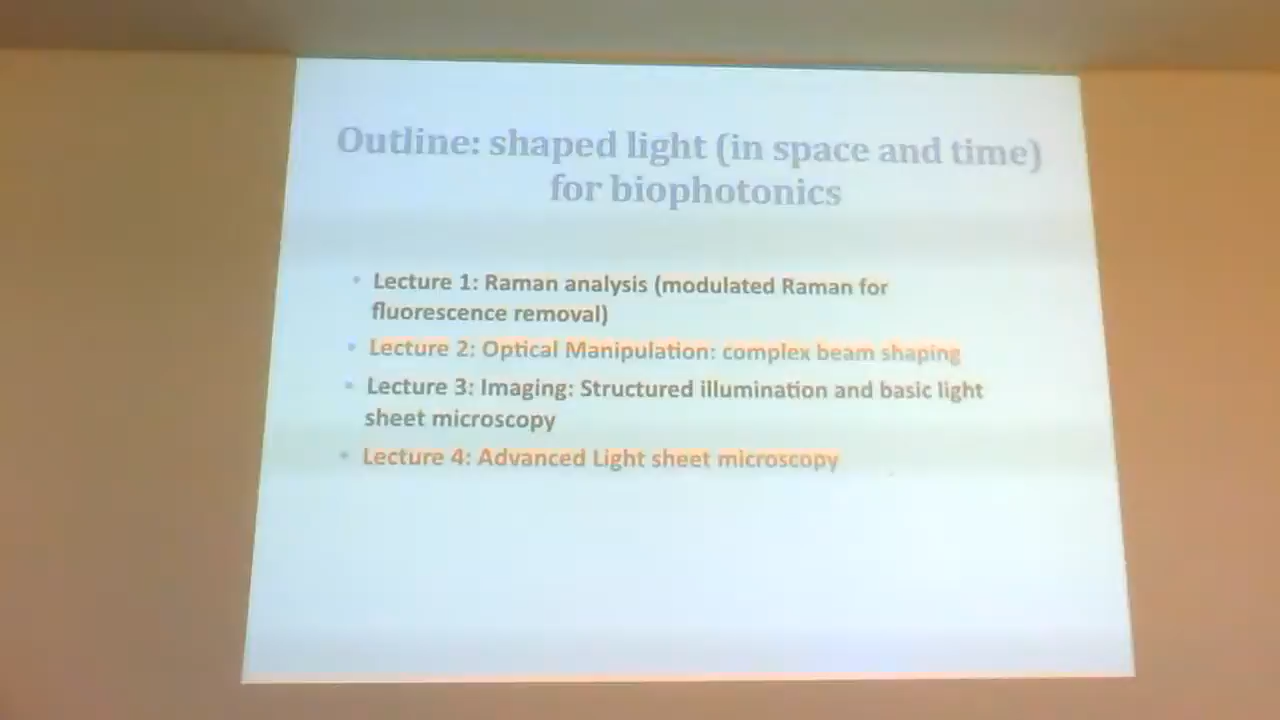 Outline: shaped light (in space and time)
for biophotonics
• Lecture 1: Raman analysis (modulated Raman for
fluorescence removal)
• Lecture 2: Optical Manipulation: complex beam shaping
• Lecture 3: Imaging: Structured illumination and basic light
sheet microscopy
• Lecture 4: Advanced Light sheet microscopy